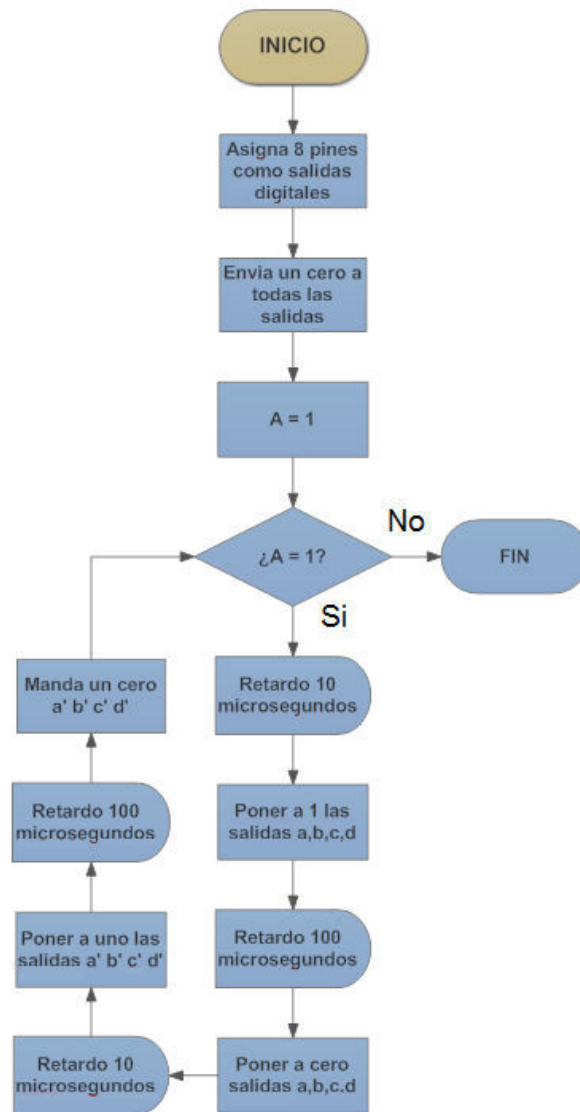 INICIO
Asigna 8 pines
como salidas
digitales
Envia un cero a
todas las
salidas
A = 1
¿A = 1?
No
FIN
Si
Retardo 10
microsegundos
Poner a 1 las
salidas a,b,c,d
Retardo 100
microsegundos
Poner a cero
salidas a,b,c.d
Retardo 10
microsegundos
Poner a uno las
salidas a' b' c' d'
Retardo 100
microsegundos
Manda un cero
a' b' c' d'